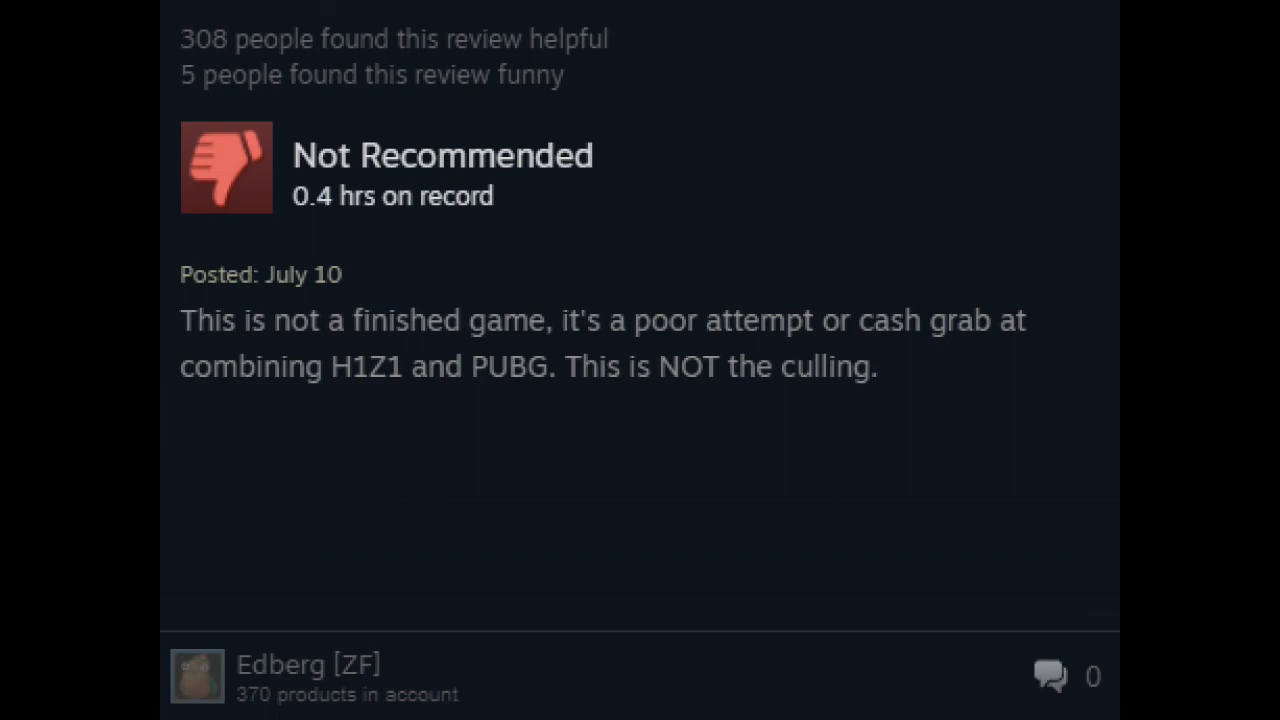 308 people found this review helpful
5 people found this review funny
Not Recommended
0.4 hrs on record
Posted: July 10
This is not a finished game, it's a poor attempt or cash grab at
combining H1Z1 and PUBG. This is NOT the culling.
Edberg [ZF]
370 products in account
0